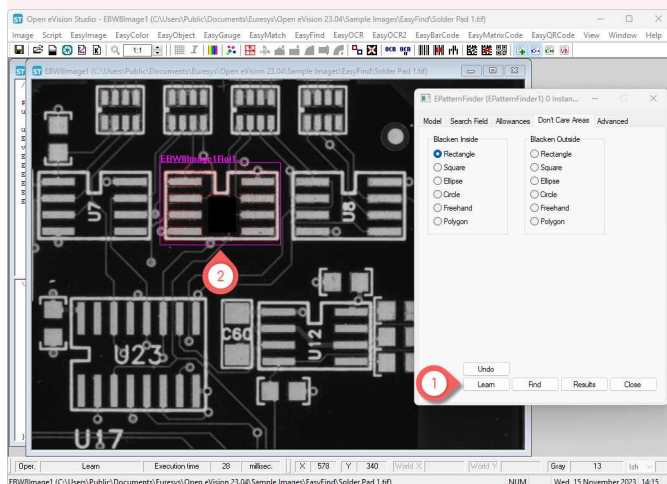 Open eVision Studio - EBW8Image1 (C:\Users\Public\Documents\Euresys\Open eVision 23.04\Sample Images\EasyFind\Solder Pad 1.tif)
Image Script EasyImage EasyColor EasyObject EasyGauge EasyMatch EasyFind EasyOCR EasyOCR2 EasyBarCode EasyMatrixCode EasyQRCode View Window Help
1:1
EBW8Image1 (C:\Users\Public\Documents\Euresys\Open eVision 23.04\Sample Images\EasyFind\Solder Pad 1.tif)
EPatternFinder (EPatternFinder1) 0 Instan...
Model Search Field Allowances Don't Care Areas Advanced
Blacken Inside Blacken Outside
Rectangle Rectangle
Square Square
Ellipse Ellipse
Circle Circle
Freehand Freehand
Polygon Polygon
EBW8Image1Roi1
U7
U8
2
U23
C60
U12
U17
Undo
1
Learn Find Results Close
Oper. Learn Execution time 28 millisec. X 578 Y 340 World X World Y Gray 13 Ish
EBW8Image1 (C:\Users\Public\Documents\Euresys\Open eVision 23.04\Sample Images\EasyFind\Solder Pad 1.tif) NUM Wed, 15 November 2023 14:15